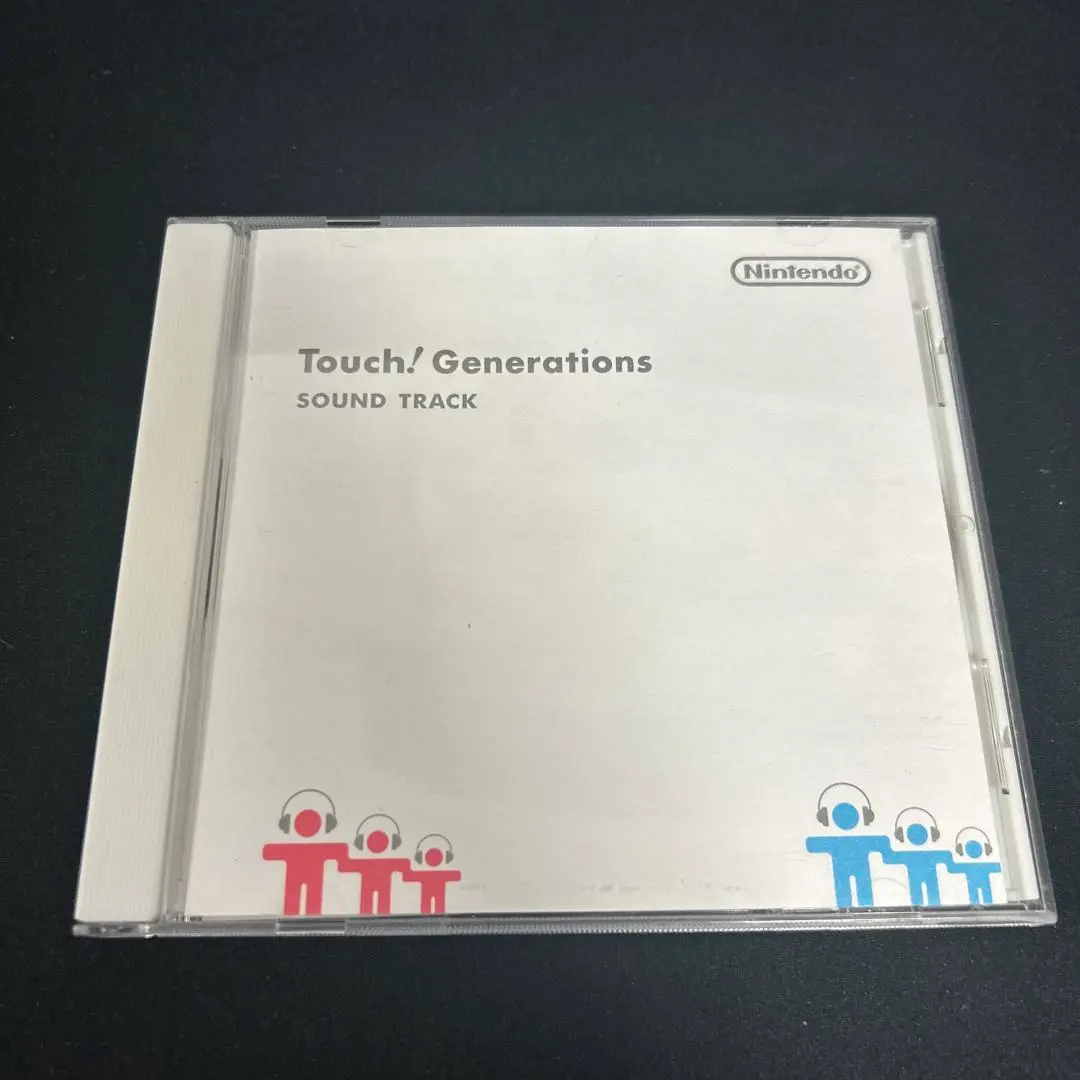 Nintendo®
Touch! Generations
SOUND TRACK